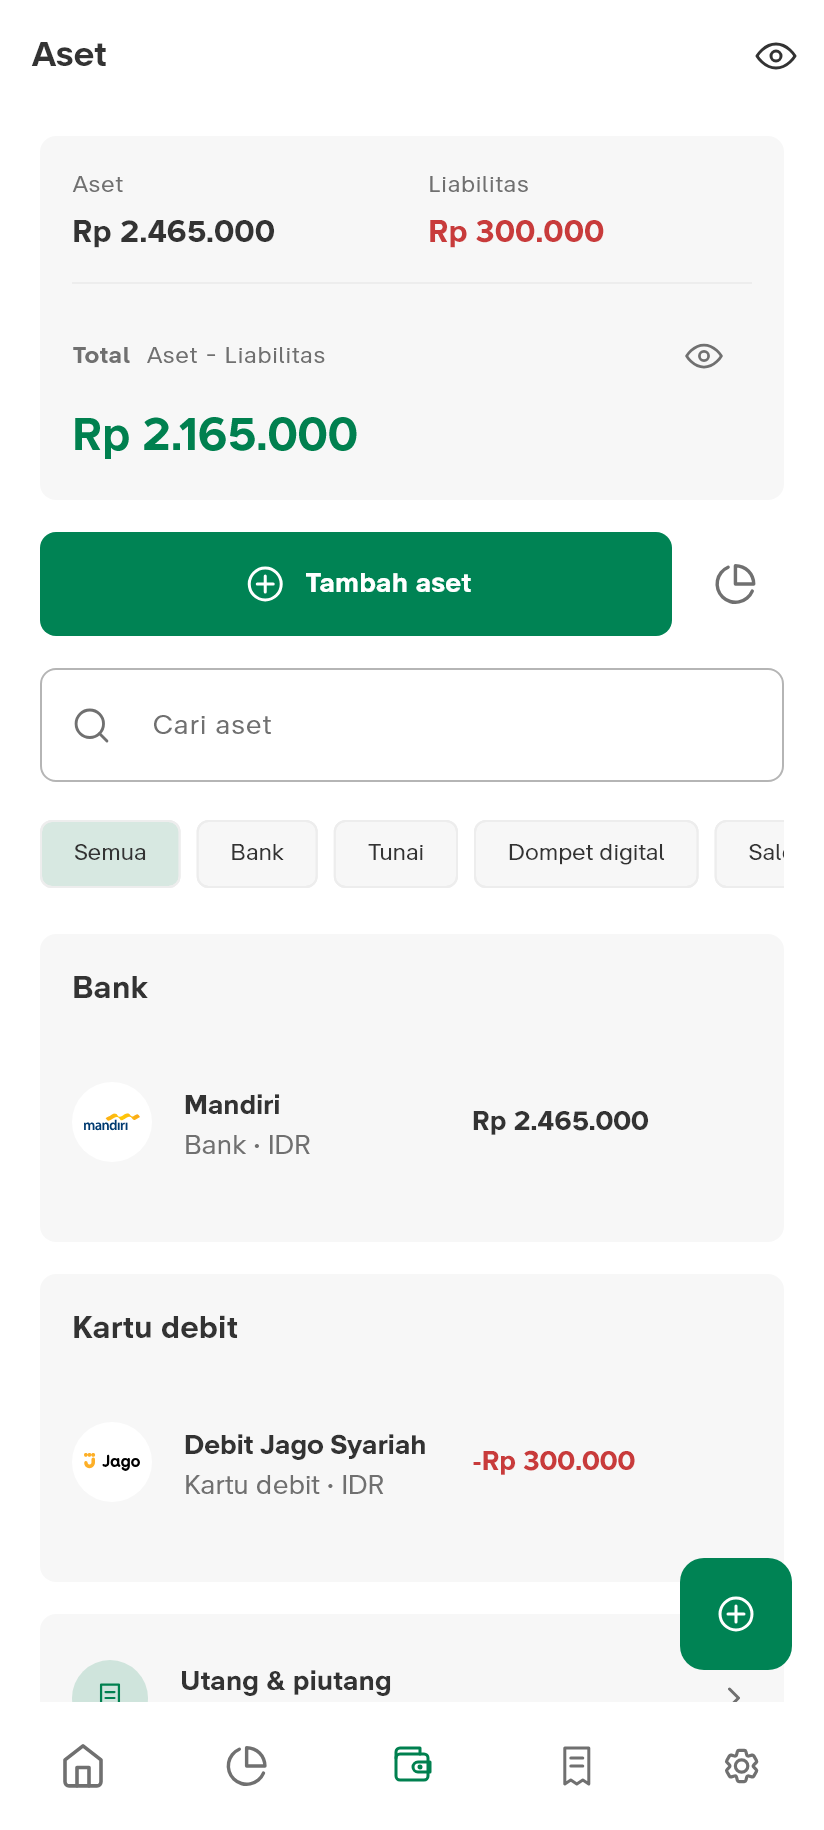 Aset
Aset
Liabilitas
Rp 2.465.000
Rp 300.000
Total Aset - Liabilitas
Rp 2.165.000
Tambah aset
Cari aset
Semua
Bank
Tunai
Dompet digital
Bank
mandiri
Mandiri
Bank · IDR
Rp 2.465.000
Kartu debit
Jago
Debit Jago Syariah
Kartu debit · IDR
-Rp 300.000
Utang & piutang